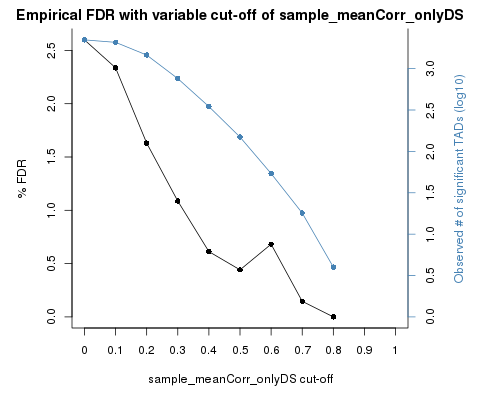 Empirical FDR with variable cut-off of sample_meanCorr_onlyDS
% FDR
2.5
2.0
1.5
1.0
0.5
0.0
3.0
2.5
2.0
1.5
1.0
0.5
0.0
Observed # of significant TADs (log10)
0 0.1 0.2 0.3 0.4 0.5 0.6 0.7 0.8 0.9 1
sample_meanCorr_onlyDS cut-off